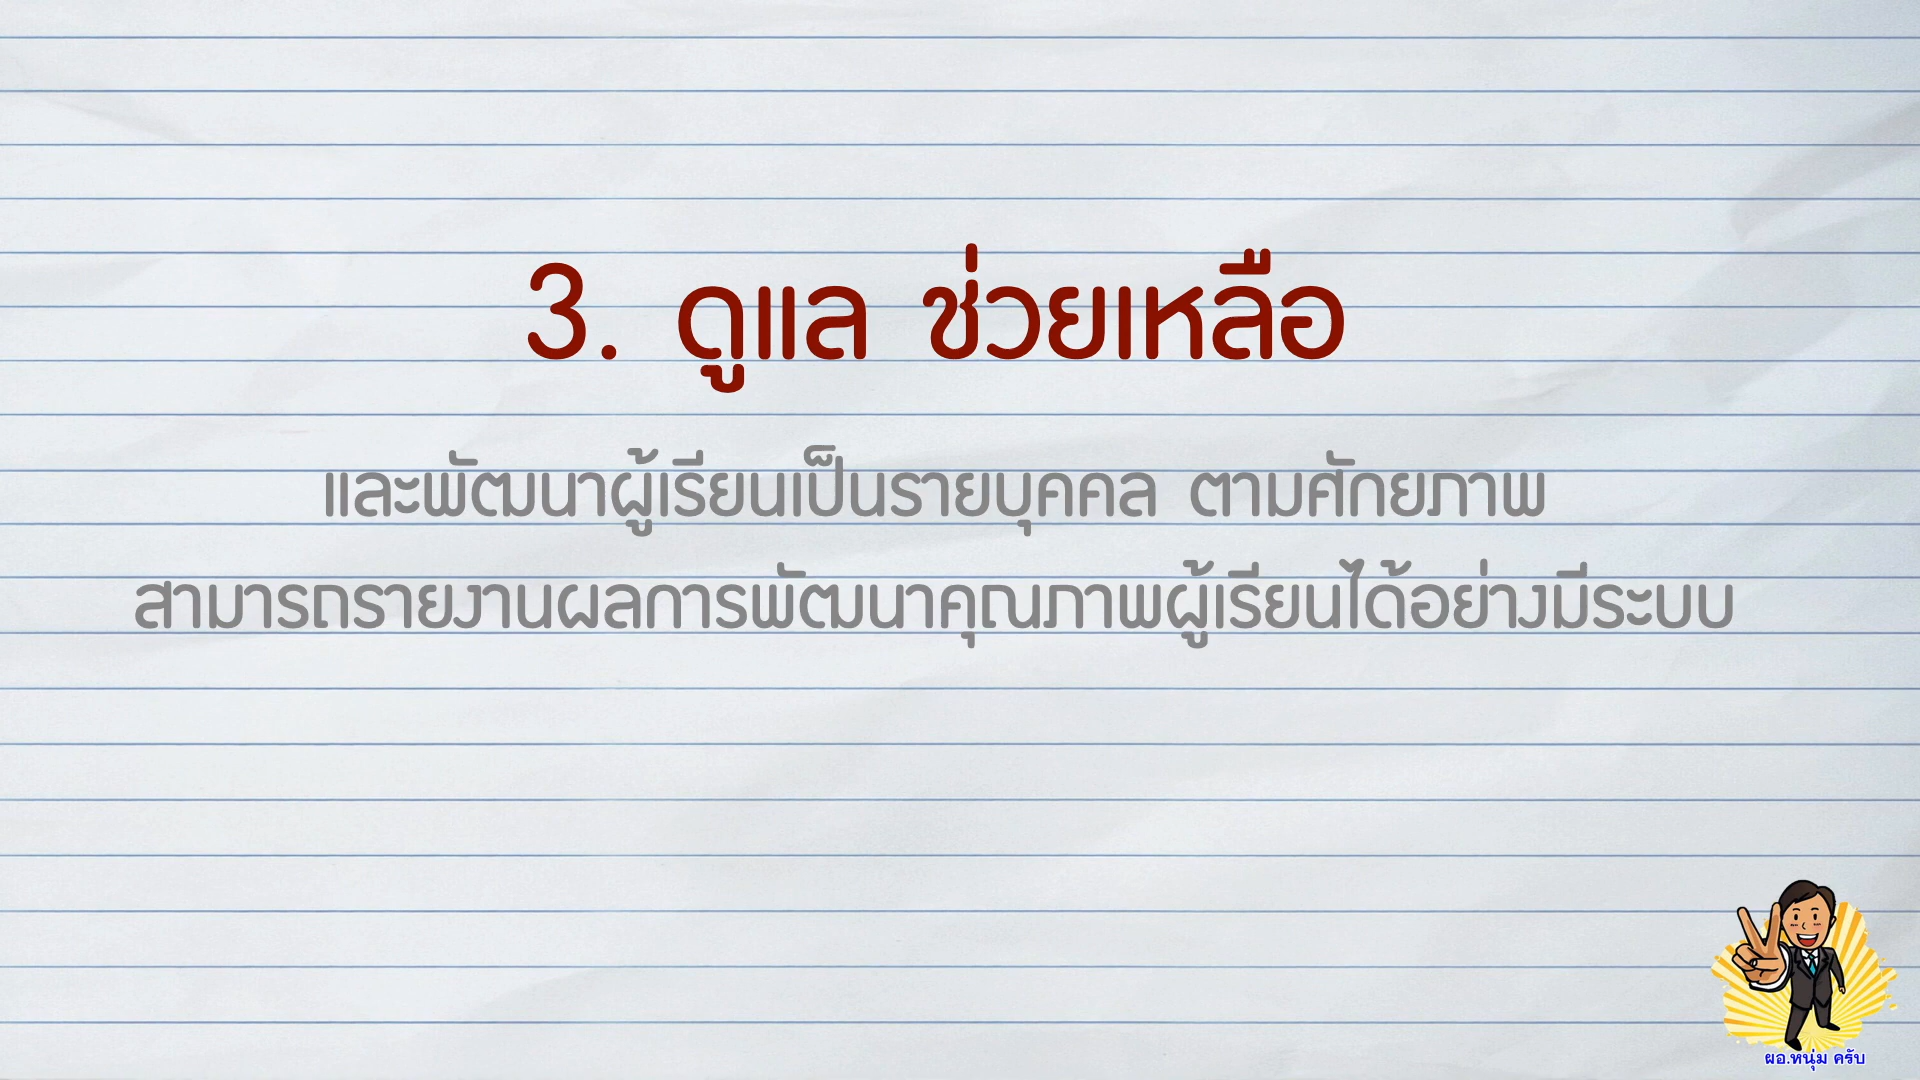 3. ดูแล ช่วยเหลือ
และพัฒนาผู้เรียนเป็นรายบุคคล ตามศักยภาพ
สามารถรายงานผลการพัฒนาคุณภาพผู้เรียนได้อย่างมีระบบ
ผอ.หนุ่ม ครับ